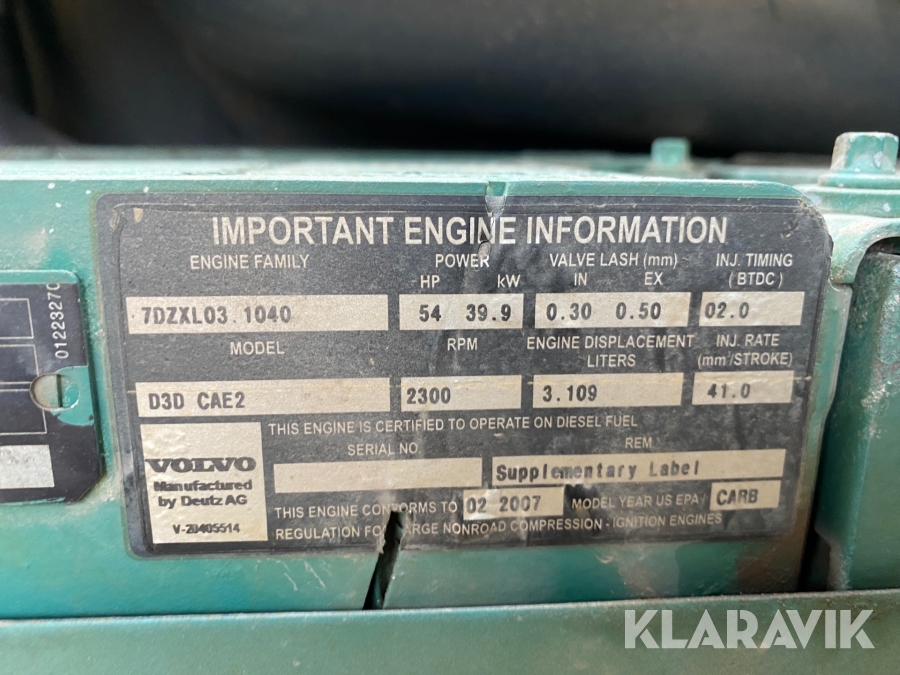 IMPORTANT ENGINE INFORMATION
ENGINE FAMILY POWER VALVE LASH (mm) INJ. TIMING
HP kW IN EX (BTDC)
7DZXL03.1040 54 39.9 0.30 0.50 02.0
MODEL RPM ENGINE DISPLACEMENT INJ. RATE
LITERS (mm³/STROKE)
D3D CAE2 2300 3.109 41.0
THIS ENGINE IS CERTIFIED TO OPERATE ON DIESEL FUEL
SERIAL NO. REM
Supplementary Label
VOLVO
Manufactured
by Deutz AG
V-20405514
THIS ENGINE CONFORMS TO 02 2007 MODEL YEAR US EPA / CARB
REGULATION FOR LARGE NONROAD COMPRESSION - IGNITION ENGINES
0122327
KLARAVIK